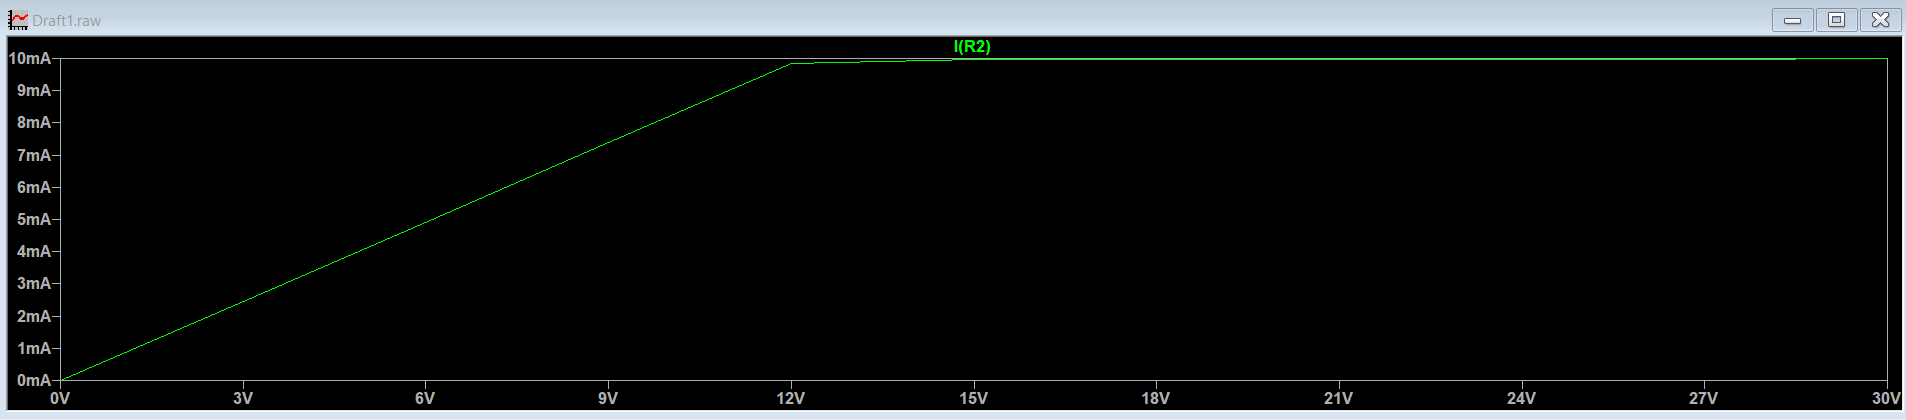 Draft1.raw
I(R2)
10mA
9mA
8mA
7mA
6mA
5mA
4mA
3mA
2mA
1mA
0mA
0V 3V 6V 9V 12V 15V 18V 21V 24V 27V 30V